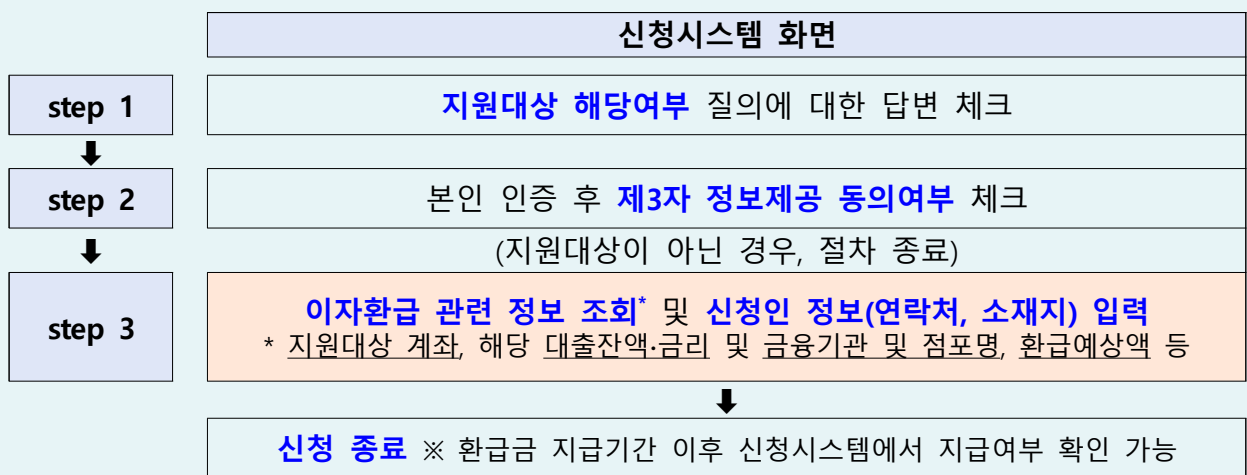 신청시스템 화면
step 1
지원대상 해당여부 질의에 대한 답변 체크
⬇
step 2
본인 인증 후 제3자 정보제공 동의여부 체크
⬇
(지원대상이 아닌 경우, 절차 종료)
step 3
이자환급 관련 정보 조회* 및 신청인 정보(연락처, 소재지) 입력
* 지원대상 계좌, 해당 대출잔액·금리 및 금융기관 및 점포명, 환급예상액 등
⬇
신청 종료 ※ 환급금 지급기간 이후 신청시스템에서 지급여부 확인 가능